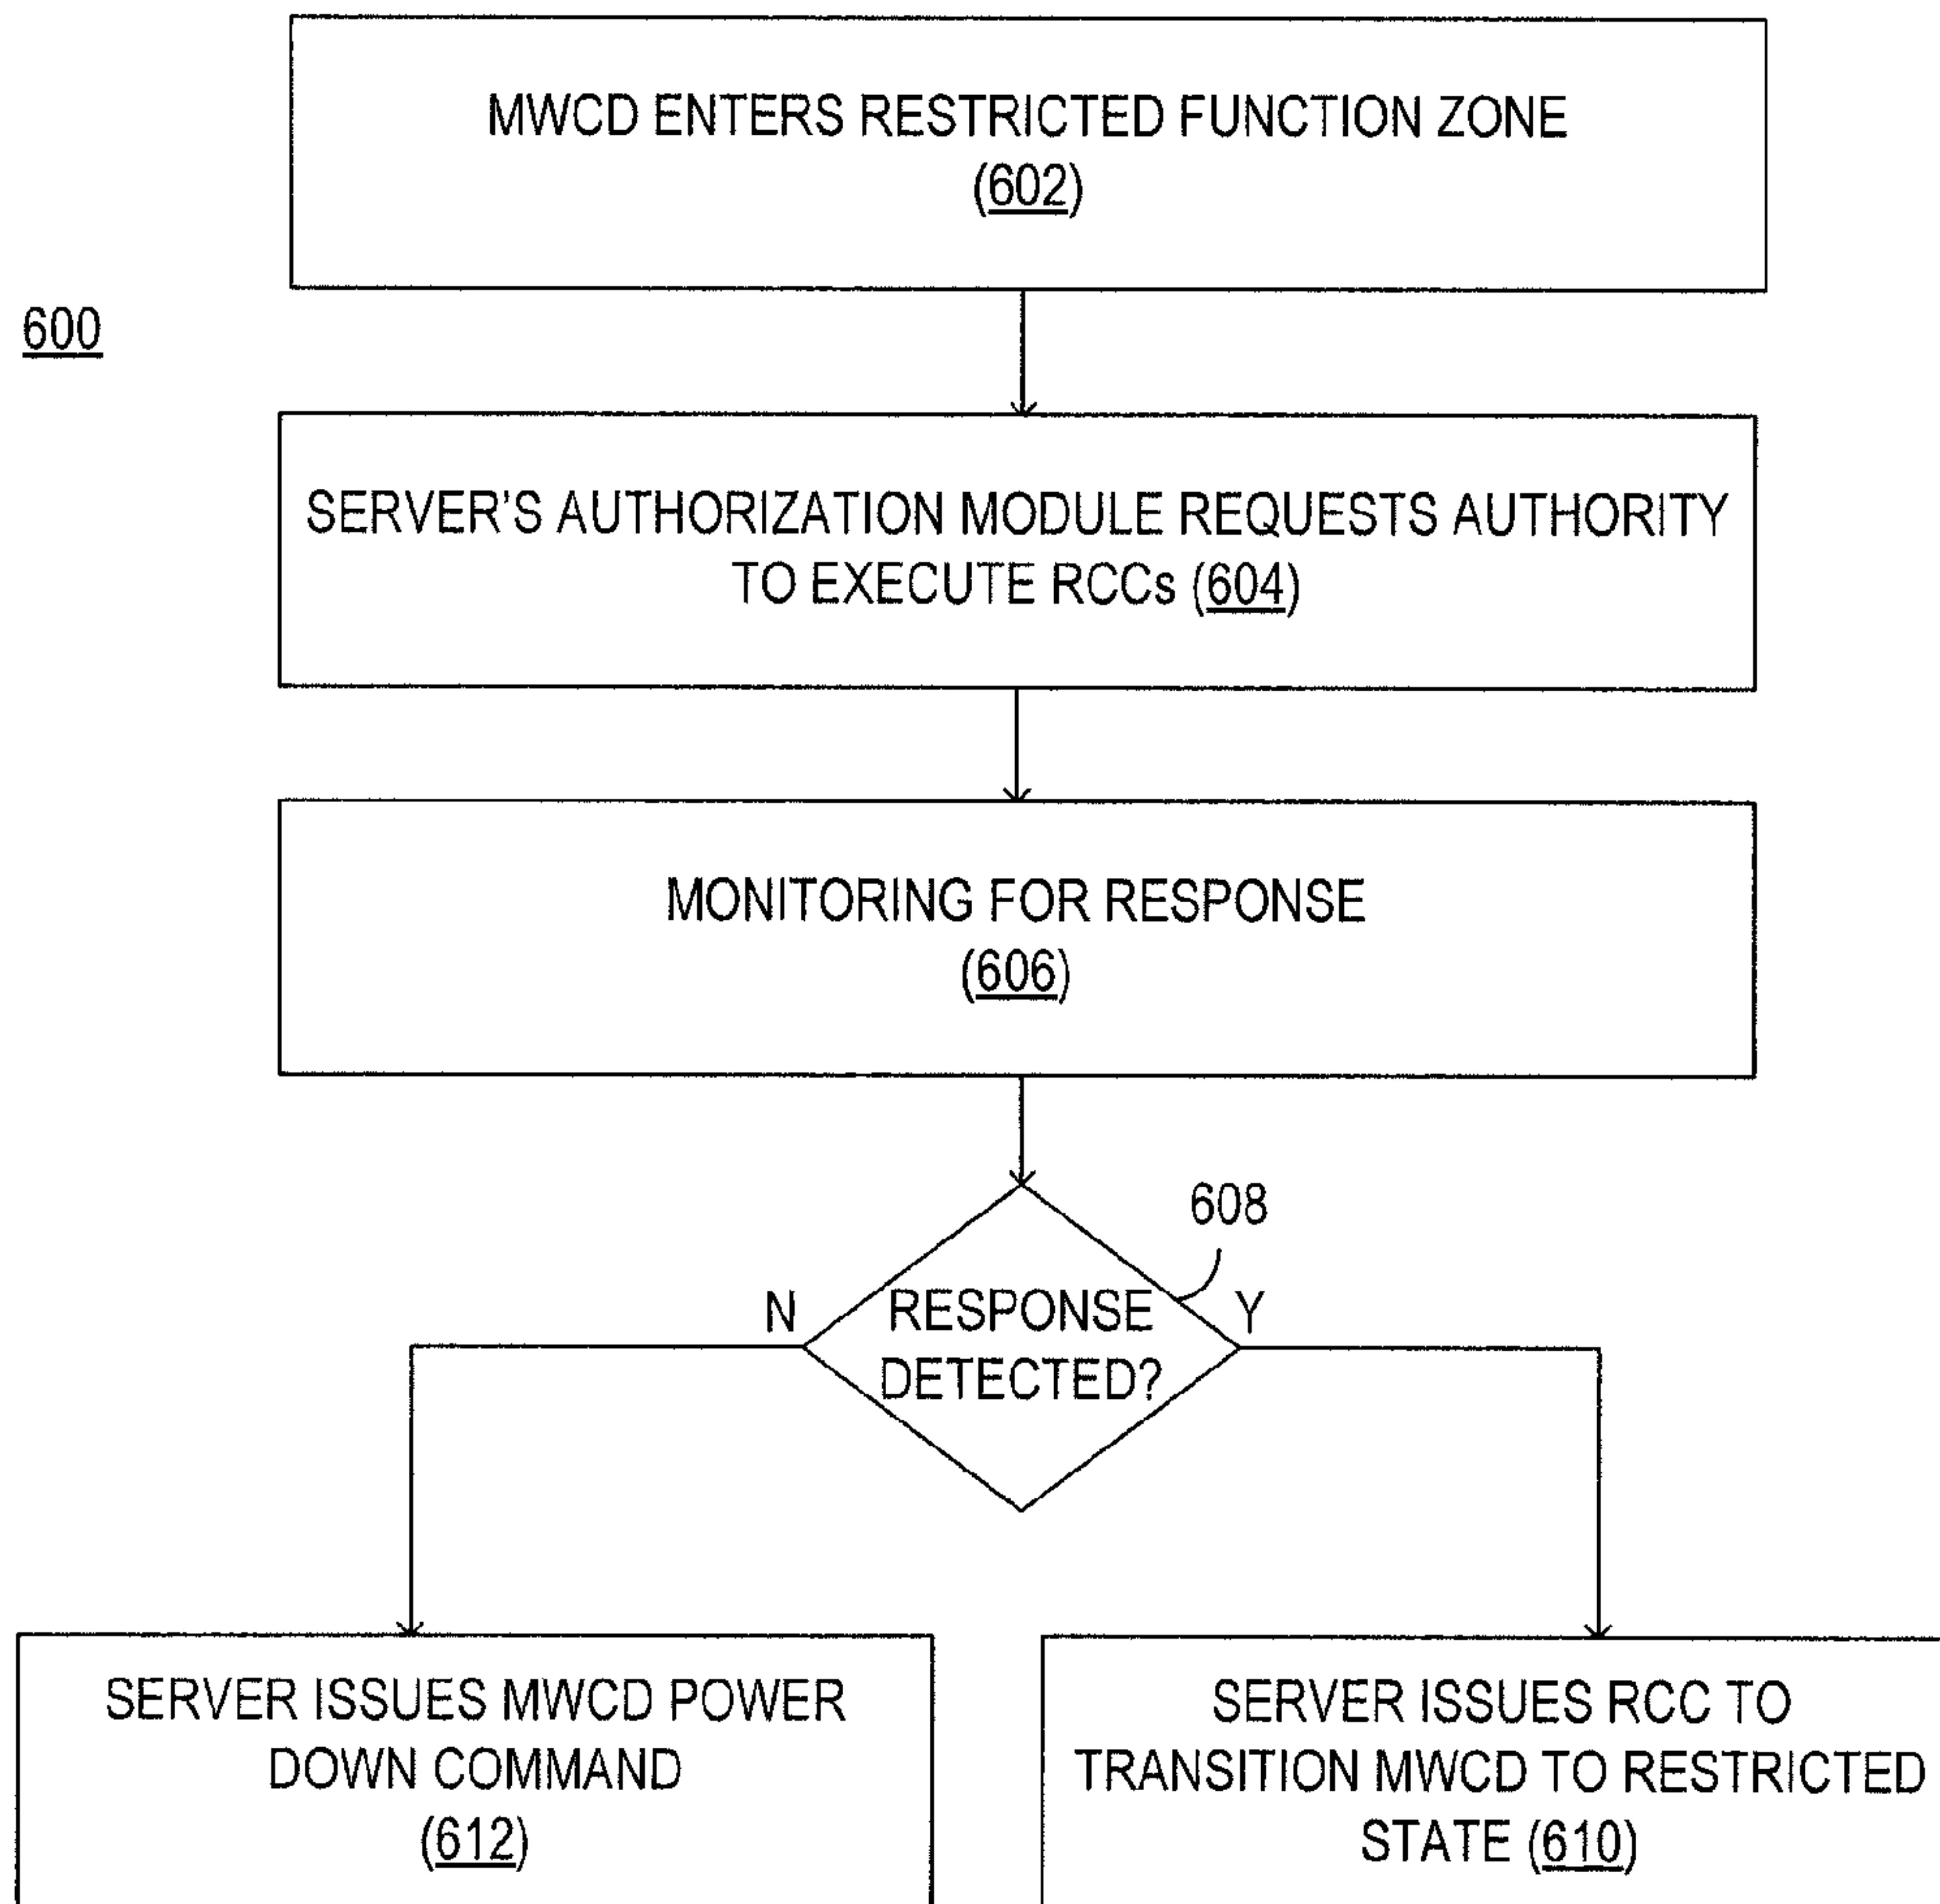 MWCD ENTERS RESTRICTED FUNCTION ZONE
(602)
600
SERVER'S AUTHORIZATION MODULE REQUESTS AUTHORITY
TO EXECUTE RCCs (604)
MONITORING FOR RESPONSE
(606)
608
N
RESPONSE
DETECTED?
Y
SERVER ISSUES MWCD POWER
DOWN COMMAND
(612)
SERVER ISSUES RCC TO
TRANSITION MWCD TO RESTRICTED
STATE (610)